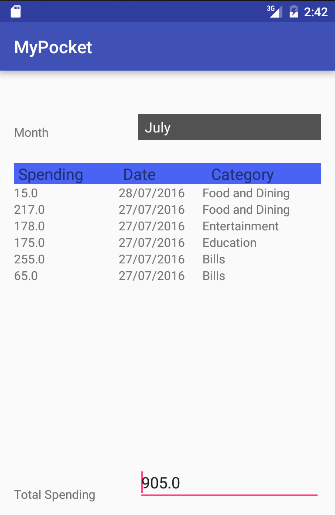 3G 2:42
MyPocket
Month July
Spending Date Category
15.0 28/07/2016 Food and Dining
217.0 27/07/2016 Food and Dining
178.0 27/07/2016 Entertainment
175.0 27/07/2016 Education
255.0 27/07/2016 Bills
65.0 27/07/2016 Bills
Total Spending 905.0